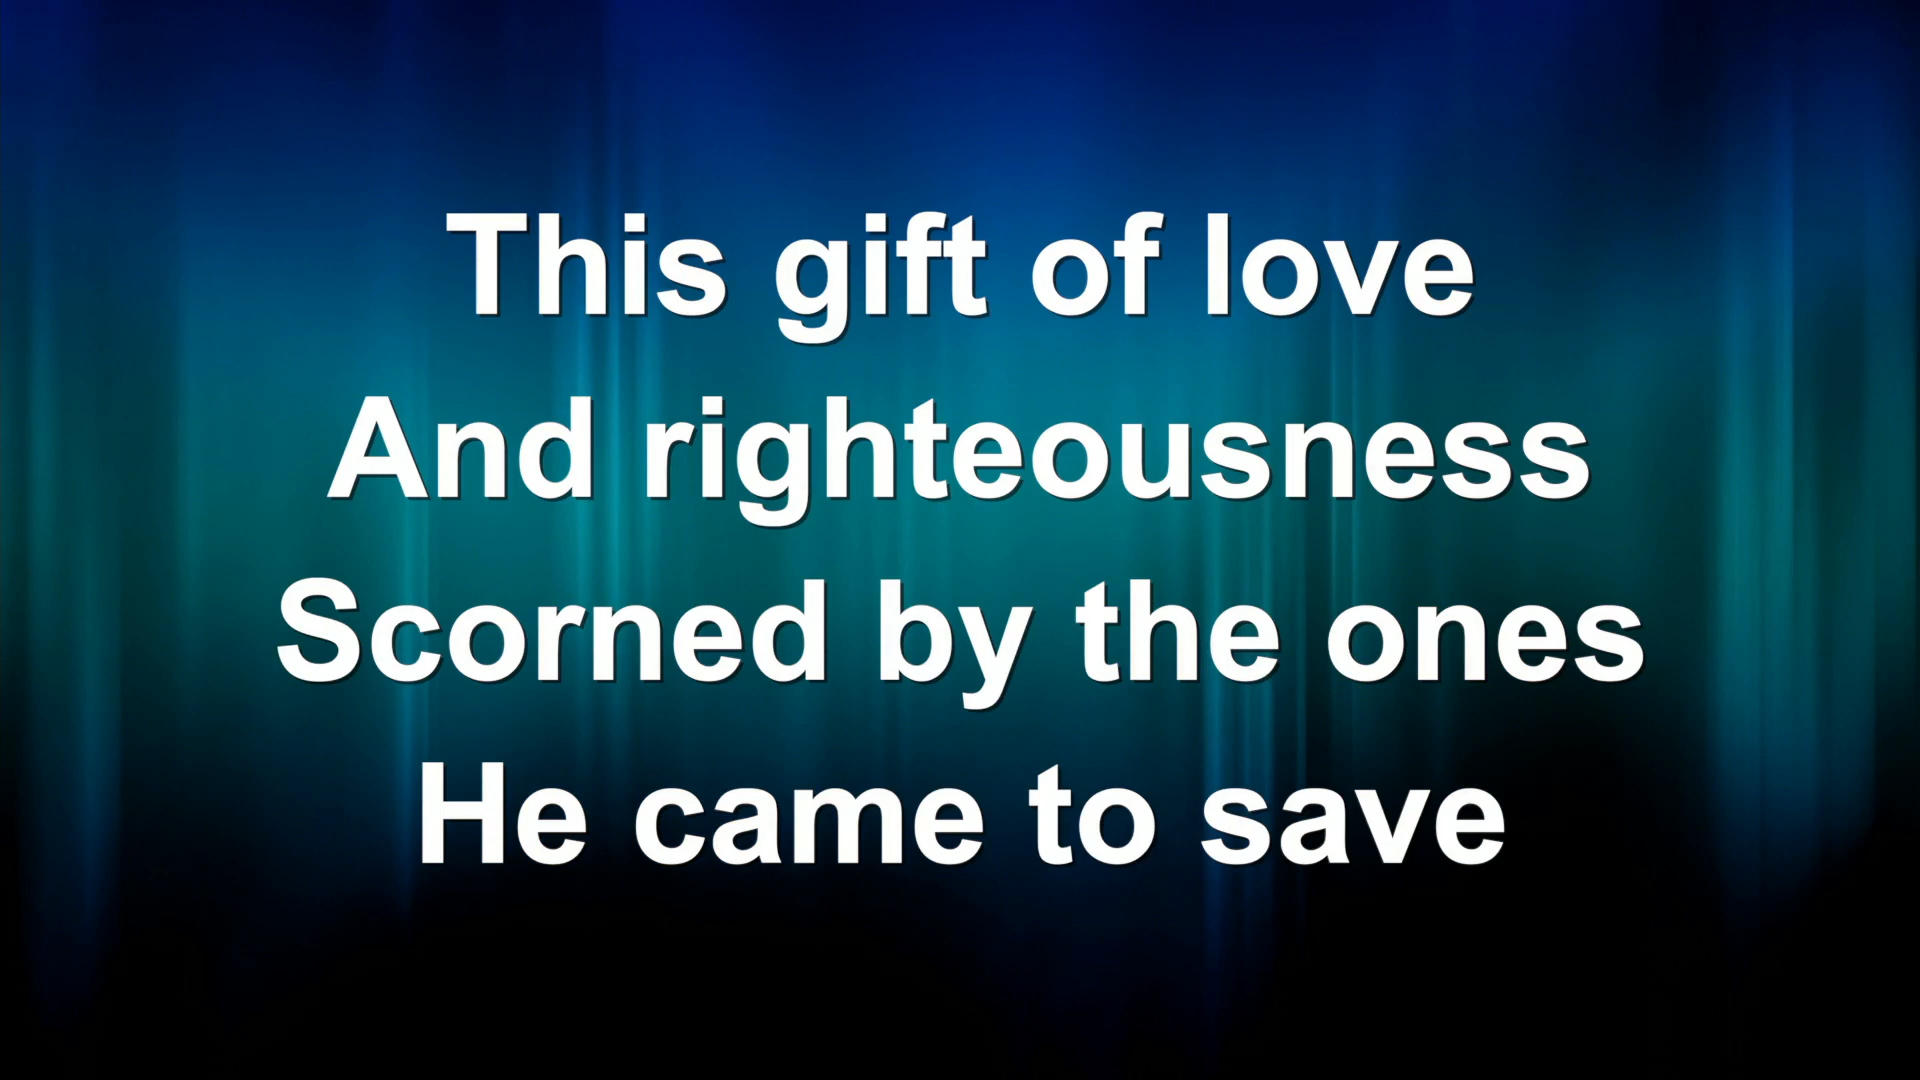 This gift of love
And righteousness
Scorned by the ones
He came to save